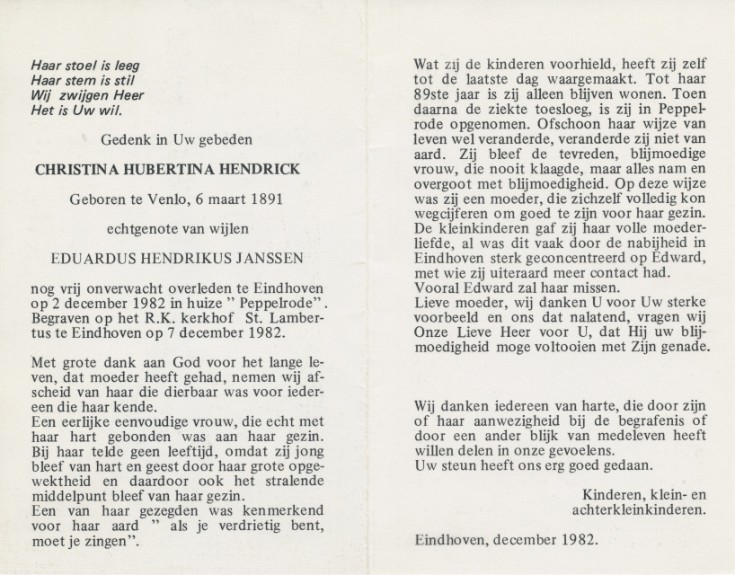 Haar stoel is leeg
Haar stem is stil
Wij zwijgen Heer
Het is Uw wil.
Gedenk in Uw gebeden
CHRISTINA HUBERTINA HENDRICK
Geboren te Venlo, 6 maart 1891
echtgenote van wijlen
EDUARDUS HENDRIKUS JANSSEN
nog vrij onverwacht overleden te Eindhoven
op 2 december 1982 in huize ” Peppelrode”.
Begraven op het R.K. kerkhof St. Lamber-
tus te Eindhoven op 7 december 1982.
Met grote dank aan God voor het lange le-
ven, dat moeder heeft gehad, nemen wij af-
scheid van haar die dierbaar was voor ieder-
een die haar kende.
Een eerlijke eenvoudige vrouw, die echt met
haar hart gebonden was aan haar gezin.
Bij haar telde geen leeftijd, omdat zij jong
bleef van hart en geest door haar grote opge-
wektheid en daardoor ook het stralende
middelpunt bleef van haar gezin.
Een van haar gezegden was kenmerkend
voor haar aard ” als je verdrietig bent,
moet je zingen”.
Wat zij de kinderen voorhield, heeft zij zelf
tot de laatste dag waargemaakt. Tot haar
89ste jaar is zij alleen blijven wonen. Toen
daarna de ziekte toesloeg, is zij in Peppel-
rode opgenomen. Ofschoon haar wijze van
leven wel veranderde, veranderde zij niet van
aard. Zij bleef de tevreden, blijmoedige
vrouw, die nooit klaagde, maar alles nam en
overgoot met blijmoedigheid. Op deze wijze
was zij een moeder, die zichzelf volledig kon
wegcijferen om goed te zijn voor haar gezin.
De kleinkinderen gaf zij haar volle moeder-
liefde, al was dit vaak door de nabijheid in
Eindhoven sterk geconcentreerd op Edward,
met wie zij uiteraard meer contact had.
Vooral Edward zal haar missen.
Lieve moeder, wij danken U voor Uw sterke
voorbeeld en ons dat nalatend, vragen wij
Onze Lieve Heer voor U, dat Hij uw blij-
moedigheid moge voltooien met Zijn genade.
Wij danken iedereen van harte, die door zijn
of haar aanwezigheid bij de begrafenis of
door een ander blijk van medeleven heeft
willen delen in onze gevoelens.
Uw steun heeft ons erg goed gedaan.
Kinderen, klein- en
achterkleinkinderen.
Eindhoven, december 1982.